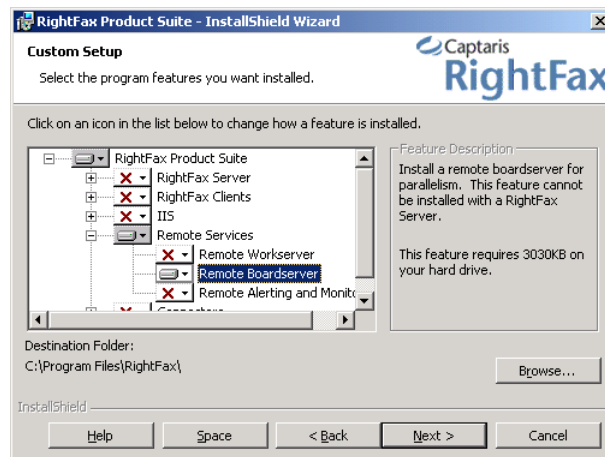 RightFax Product Suite - InstallShield Wizard
Custom Setup
Select the program features you want installed.
Captaris
RightFax
Click on an icon in the list below to change how a feature is installed.
RightFax Product Suite
RightFax Server
RightFax Clients
IIS
Remote Services
Remote Workserver
Remote Boardserver
Remote Alerting and Monito
Connectors
Feature Description
Install a remote boardserver for
parallelism. This feature cannot
be installed with a RightFax
Server.
This feature requires 3030KB on
your hard drive.
Destination Folder:
C:\Program Files\RightFax\
Browse...
InstallShield
Help
Space
< Back
Next >
Cancel